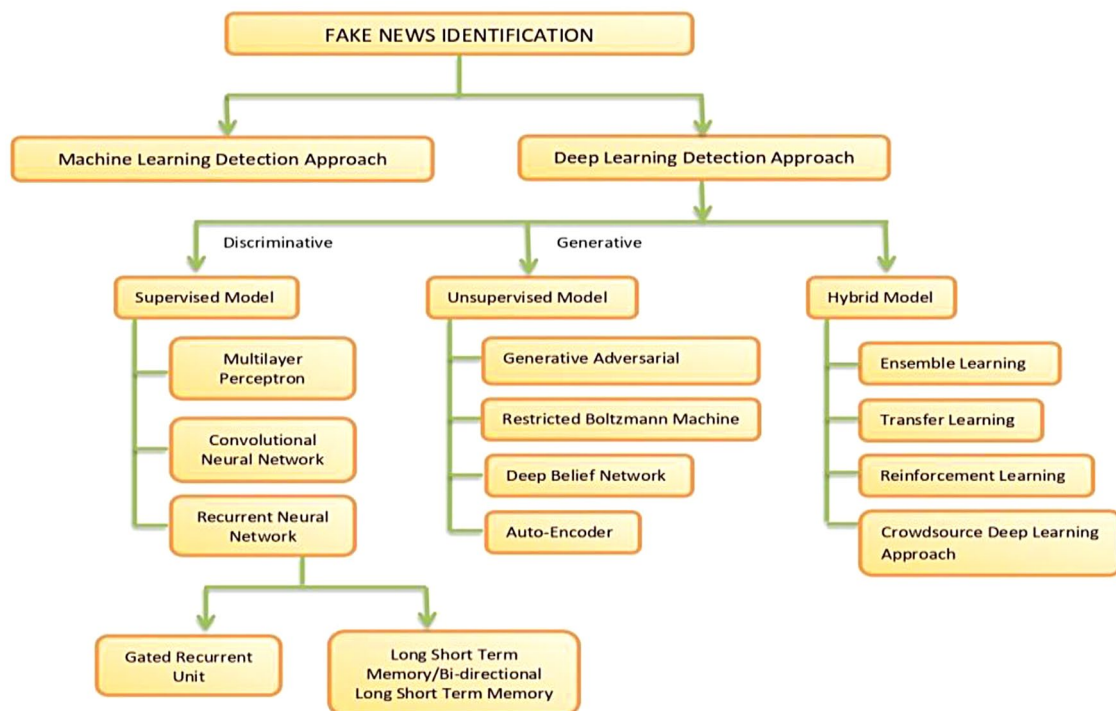 FAKE NEWS IDENTIFICATION
Machine Learning Detection Approach
Deep Learning Detection Approach
Discriminative
Generative
Supervised Model
Unsupervised Model
Hybrid Model
Multilayer
Perceptron
Convolutional
Neural Network
Recurrent Neural
Network
Generative Adversarial
Restricted Boltzmann Machine
Deep Belief Network
Auto-Encoder
Ensemble Learning
Transfer Learning
Reinforcement Learning
Crowdsource Deep Learning
Approach
Gated Recurrent
Unit
Long Short Term
Memory/Bi-directional
Long Short Term Memory